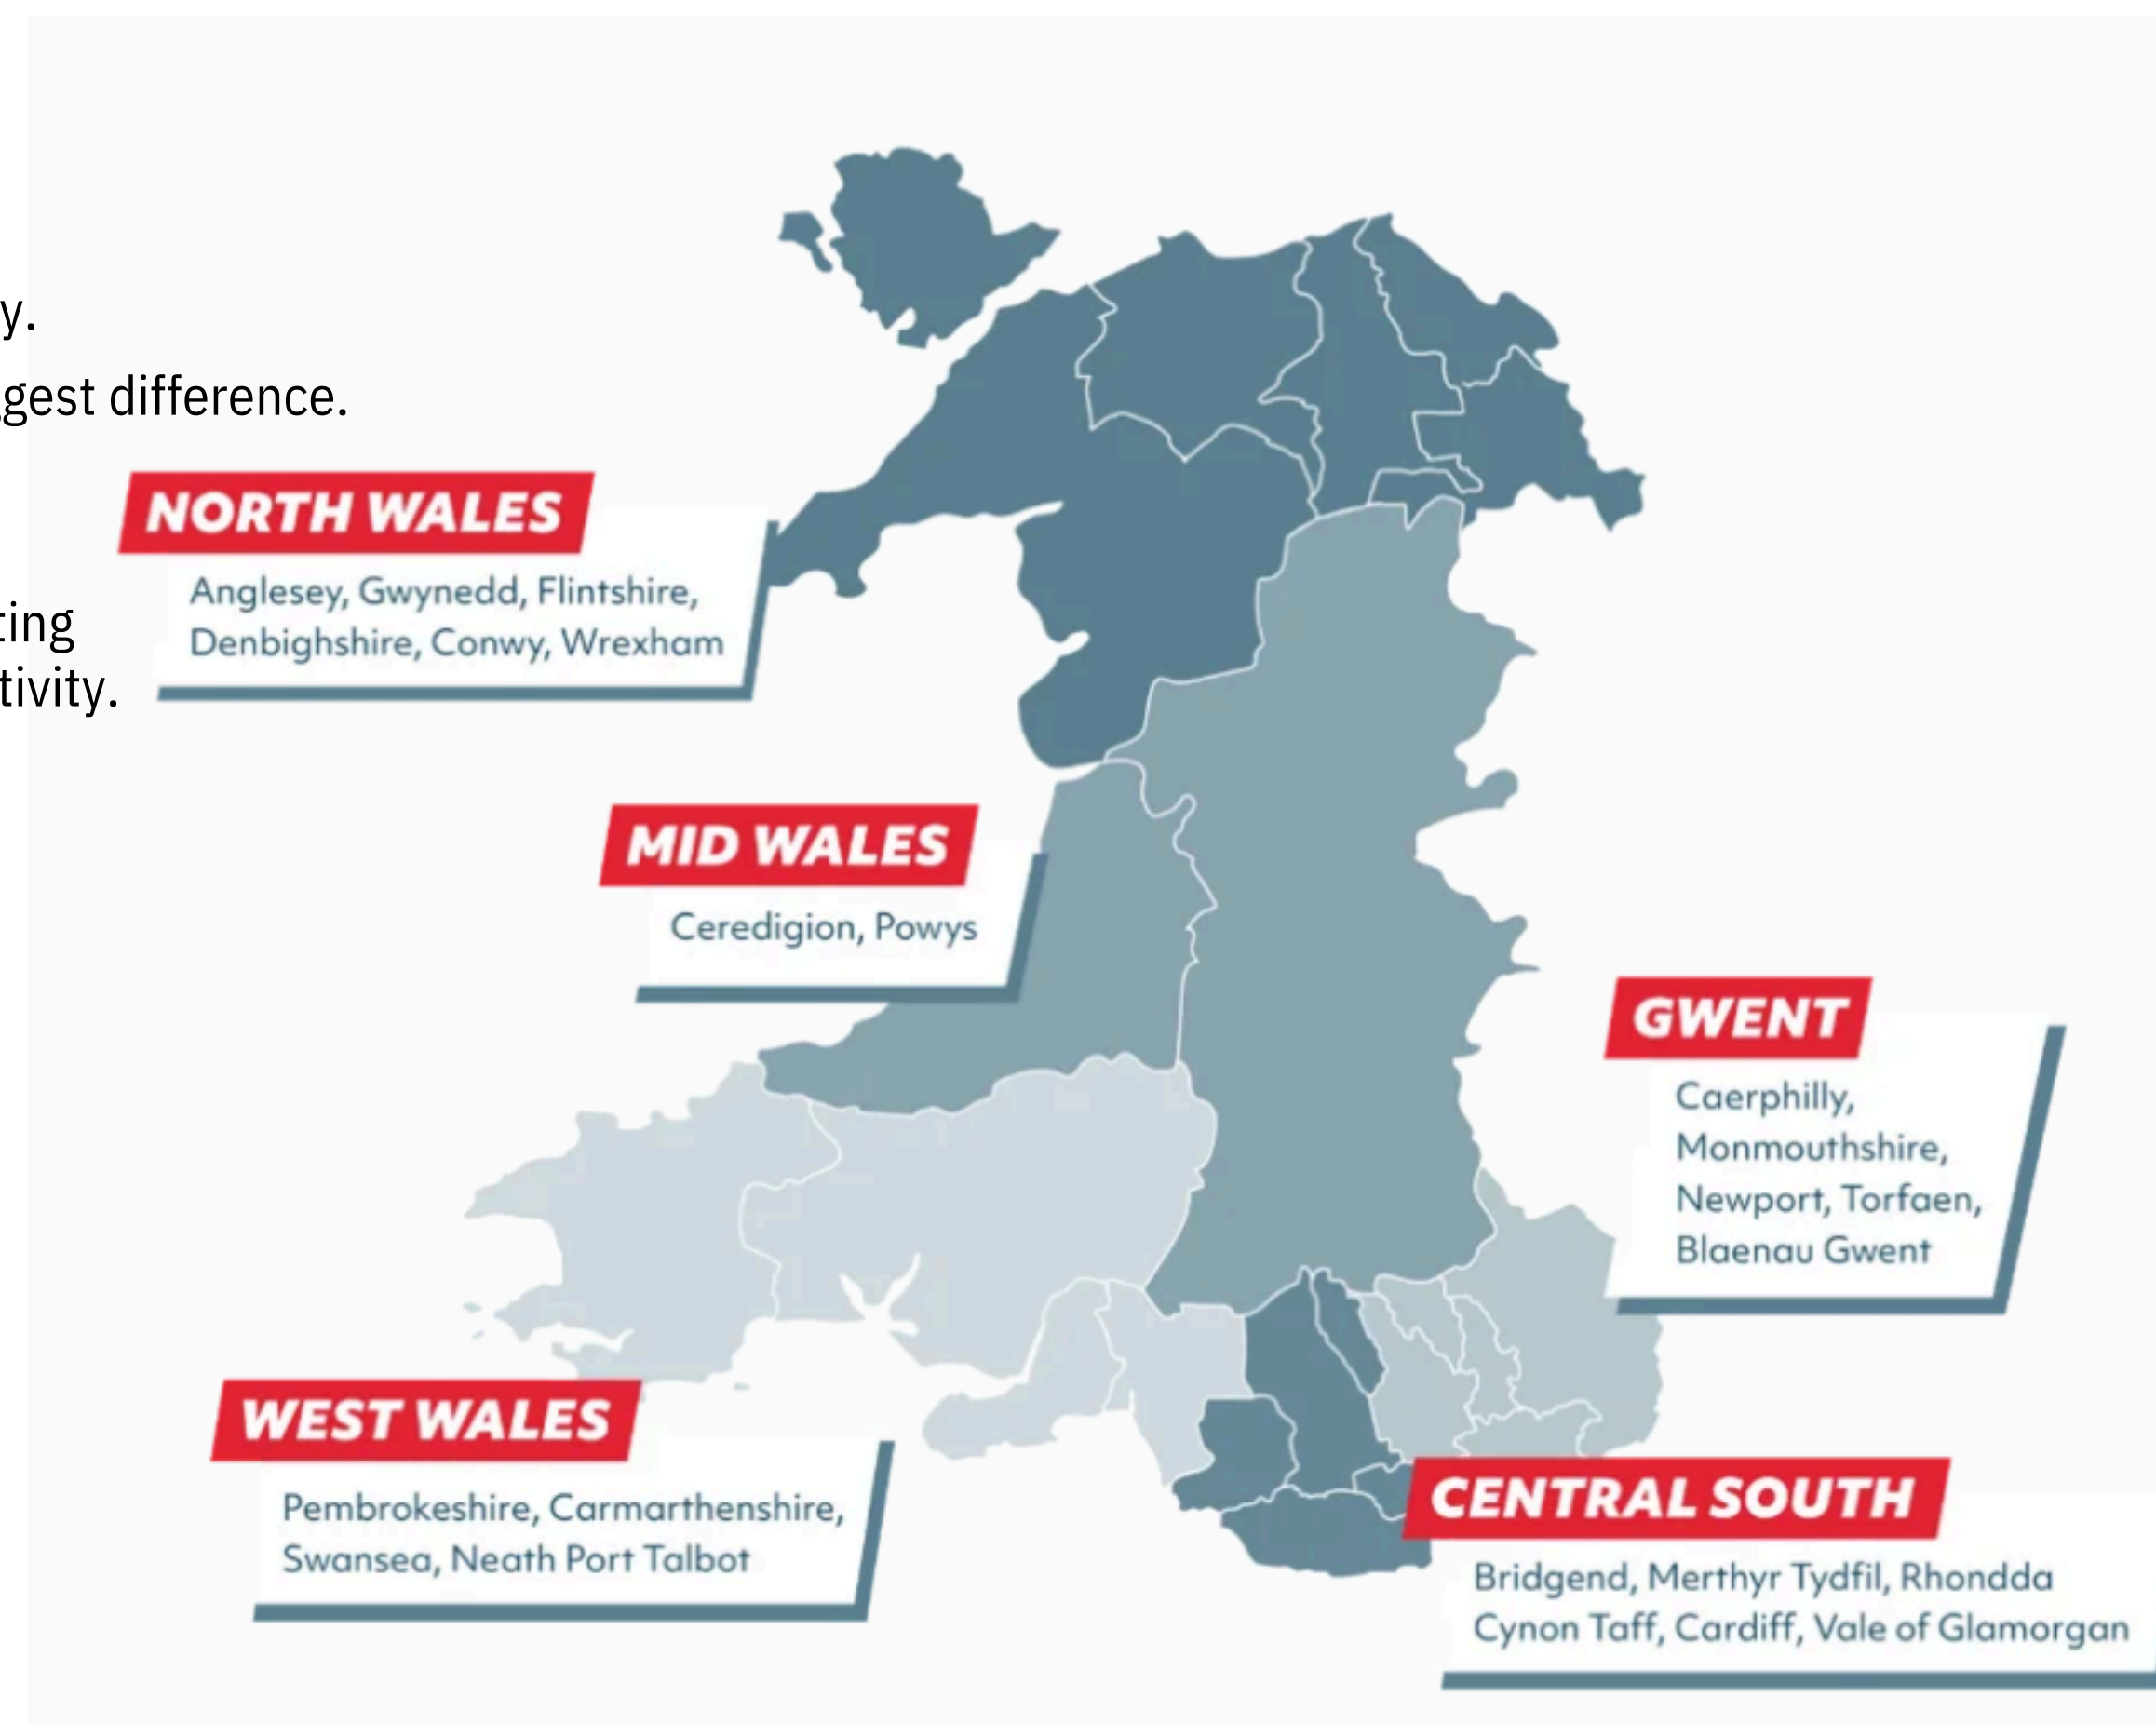 y.
gest difference.
ting
tivity.
NORTH WALES
Anglesey, Gwynedd, Flintshire,
Denbighshire, Conwy, Wrexham
MID WALES
Ceredigion, Powys
GWENT
Caerphilly,
Monmouthshire,
Newport, Torfaen,
Blaenau Gwent
WEST WALES
Pembrokeshire, Carmarthenshire,
Swansea, Neath Port Talbot
CENTRAL SOUTH
Bridgend, Merthyr Tydfil, Rhondda
Cynon Taff, Cardiff, Vale of Glamorgan